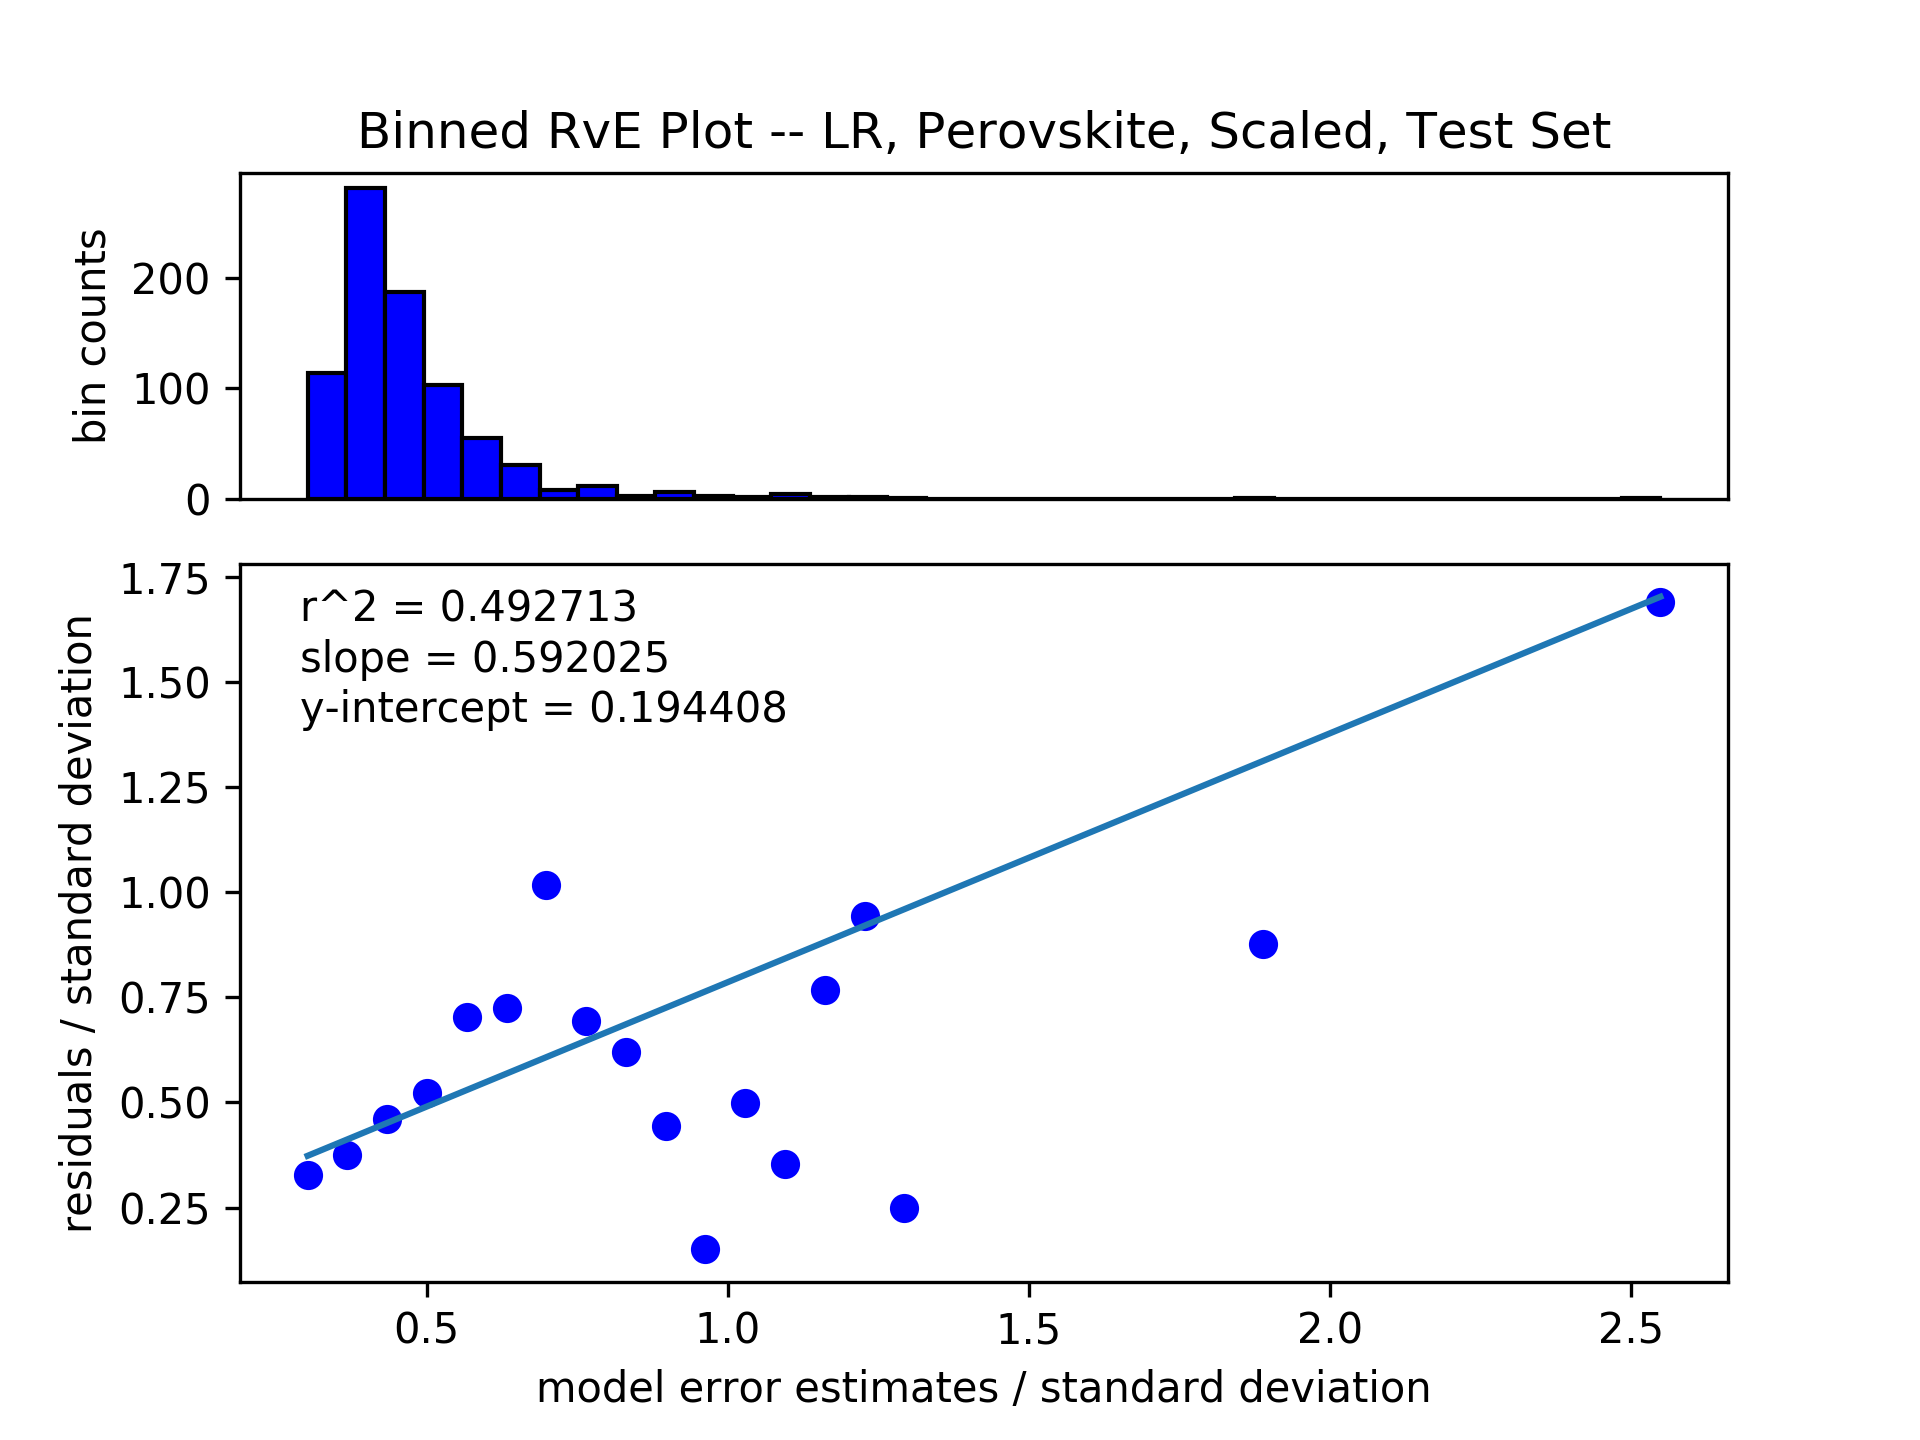 Binned RvE Plot -- LR, Perovskite, Scaled, Test Set
bin counts
200
100
0
residuals / standard deviation
1.75
1.50
1.25
1.00
0.75
0.50
0.25
r^2 = 0.492713
slope = 0.592025
y-intercept = 0.194408
0.5 1.0 1.5 2.0 2.5
model error estimates / standard deviation